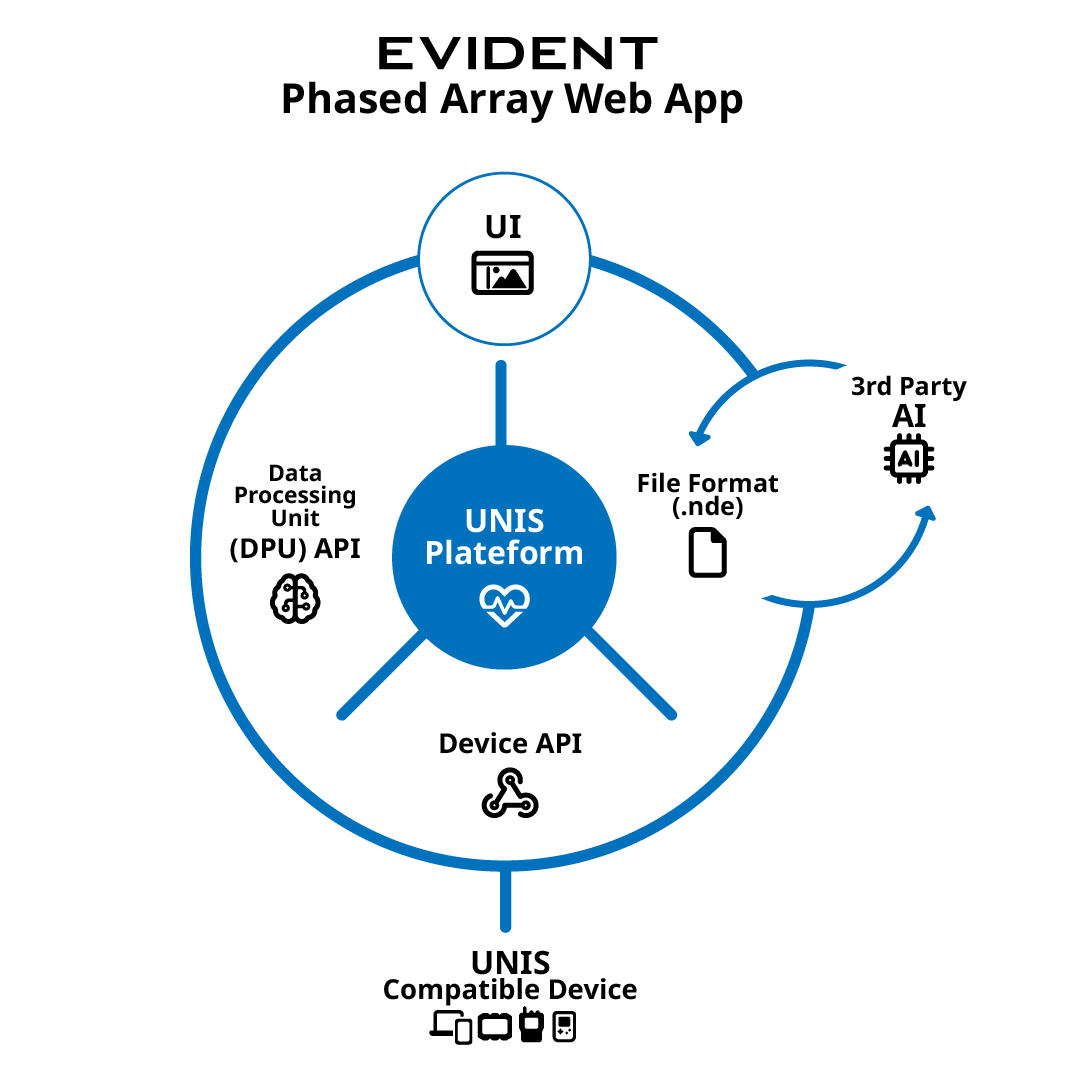 EVIDENT
Phased Array Web App
UI
3rd Party
AI
AI
Data
Processing
Unit
(DPU) API
UNIS
Plateform
File Format
(.nde)
Device API
UNIS
Compatible Device